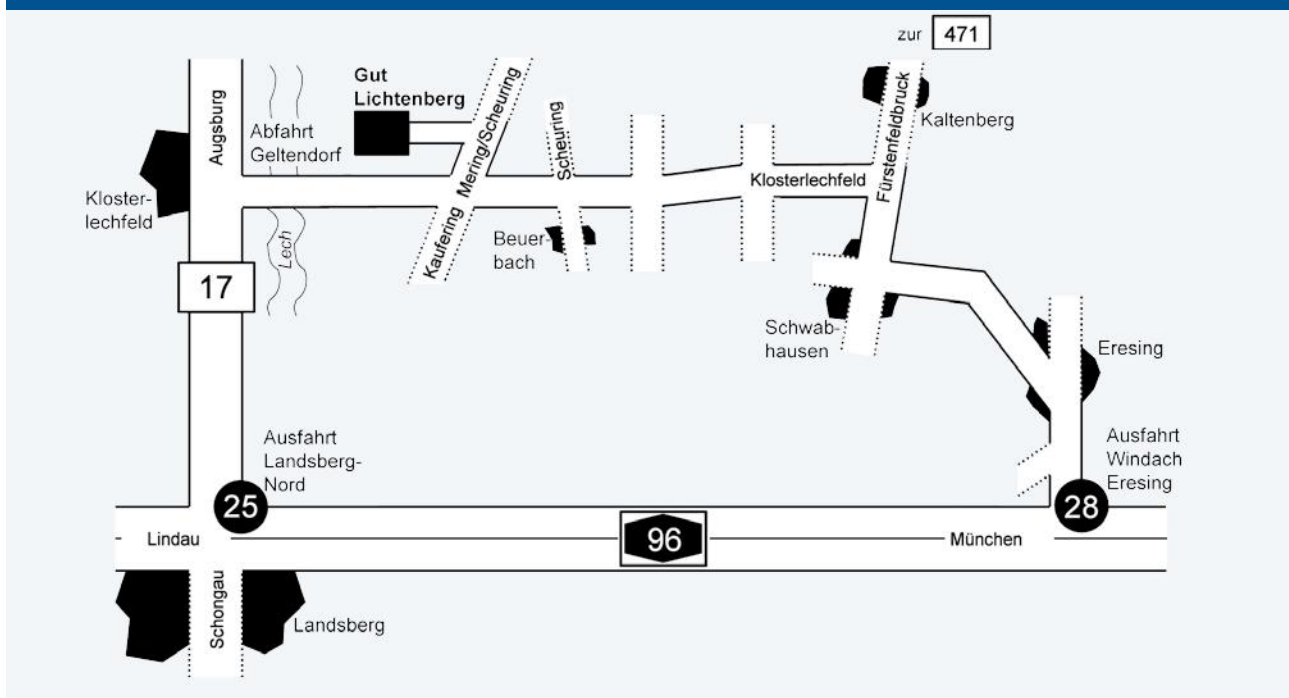 zur 471
Gut
Lichtenberg
Augsburg
Abfahrt
Geltendorf
Mering/Scheuring
Scheuring
Fürstenfeldbruck
Kaltenberg
Kloster-
lechfeld
Klosterlechfeld
Kaufering
Beuer-
bach
Lech
17
Schwab-
hausen
Eresing
Ausfahrt
Landsberg-
Nord
25
Ausfahrt
Windach
Eresing
28
Lindau
96
München
Schongau
Landsberg